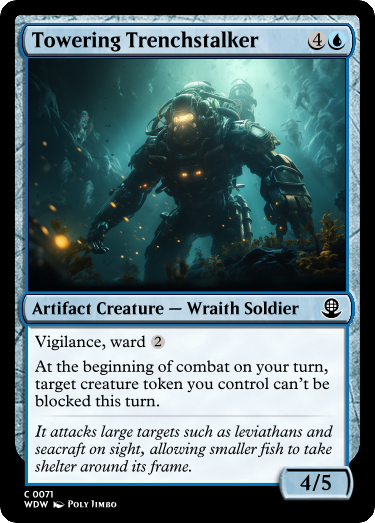 Towering Trenchstalker 4
Artifact Creature — Wraith Soldier
Vigilance, ward 2
At the beginning of combat on your turn,
target creature token you control can't be
blocked this turn.
It attacks large targets such as leviathans and
seacraft on sight, allowing smaller fish to take
shelter around its frame.
4/5
C 0071
WDW Poly Jimbo